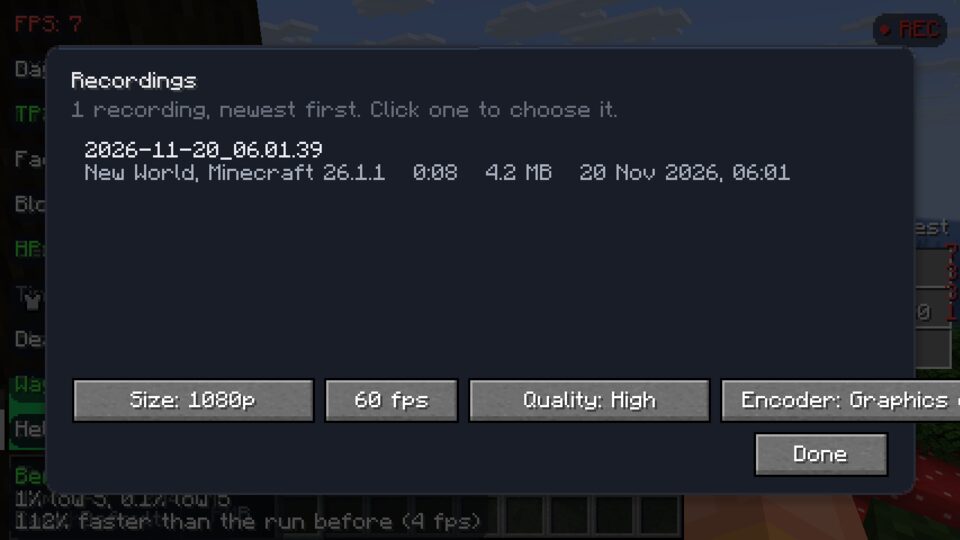 FPS: 7
REC
Recordings
1 recording, newest first. Click one to choose it.
2026-11-20_06.01.39
New World, Minecraft 26.1.1 0:08 4.2 MB 20 Nov 2026, 06:01
Size: 1080p
60 fps
Quality: High
Encoder: Graphics
Done
1% low 5, 0.1% low 5
112% faster than the run before (4 fps)